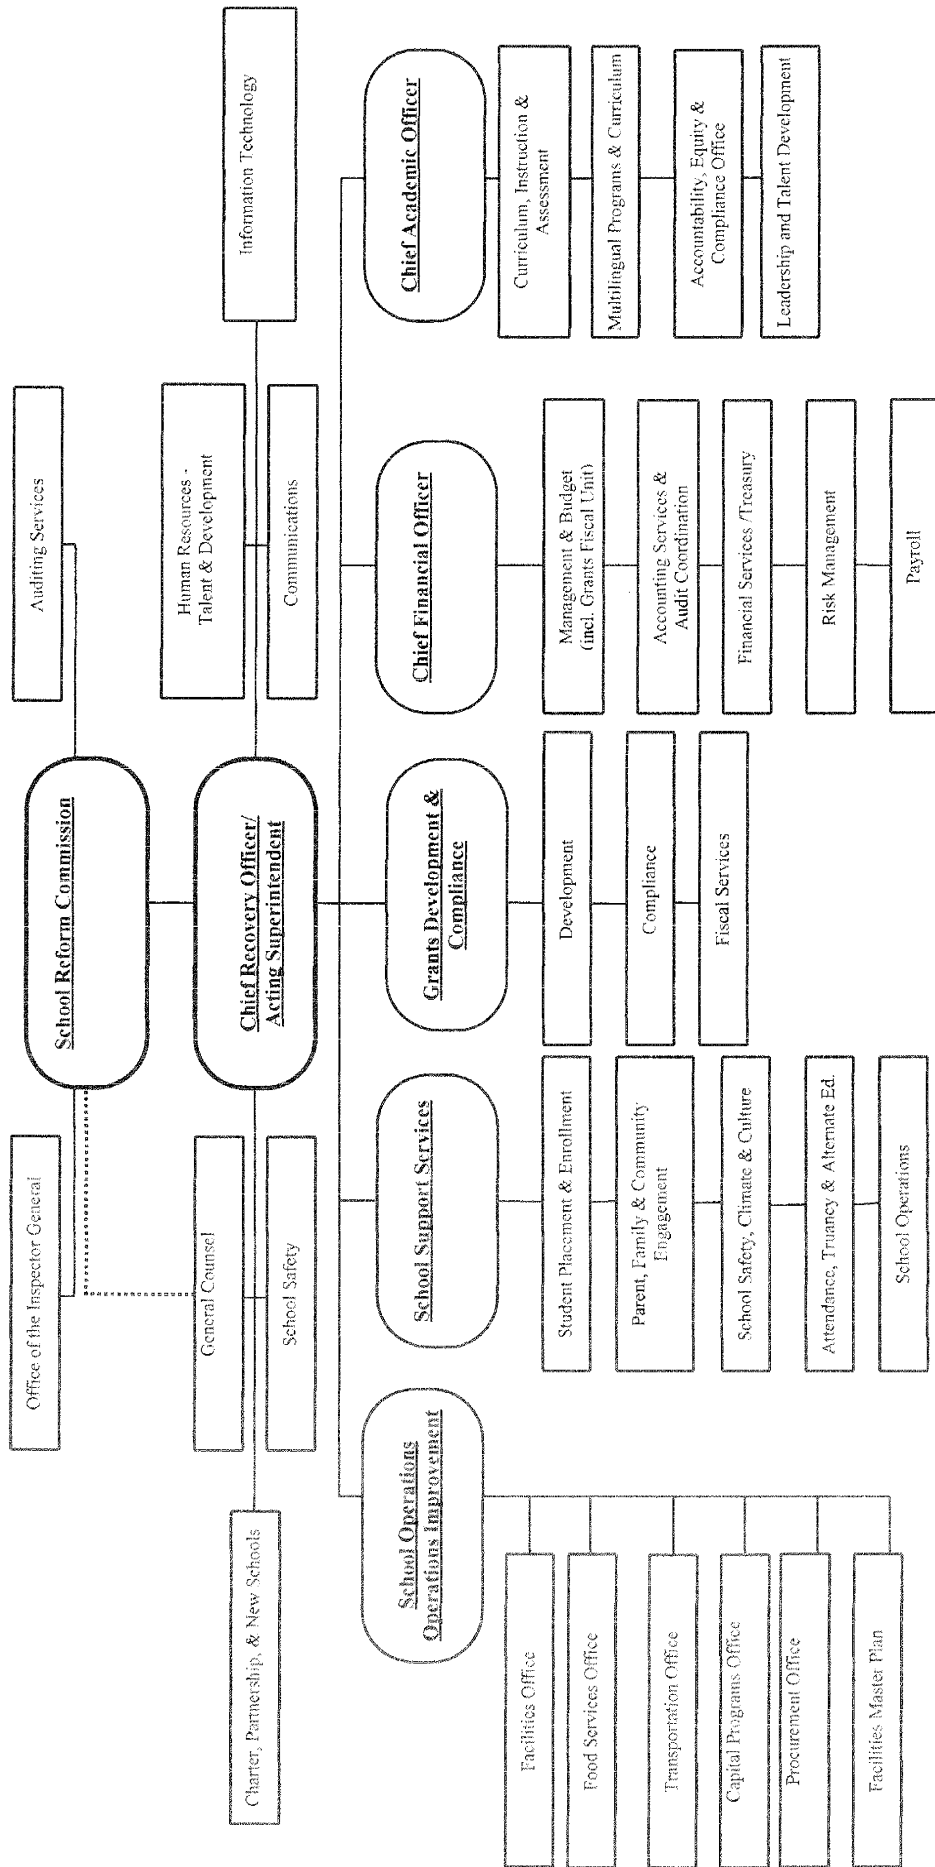 Office of the Inspector General
School Reform Commission
Auditing Services
Charter, Partnership, & New Schools
General Counsel
School Safety
Chief Recovery Officer/
Acting Superintendent
Human Resources -
Talent & Development
Communications
Information Technology
School Operations
Operations Improvement
Facilities Office
Food Services Office
Transportation Office
Capital Programs Office
Procurement Office
Facilities Master Plan
School Support Services
Student Placement & Enrollment
Parent, Family & Community
Engagement
School Safety, Climate & Culture
Attendance, Truancy & Alternate Ed.
School Operations
Grants Development &
Compliance
Development
Compliance
Fiscal Services
Chief Financial Officer
Management & Budget
(incl. Grants Fiscal Unit)
Accounting Services &
Audit Coordination
Financial Services /Treasury
Risk Management
Payroll
Chief Academic Officer
Curriculum, Instruction &
Assessment
Multilingual Programs & Curriculum
Accountability, Equity &
Compliance Office
Leadership and Talent Development